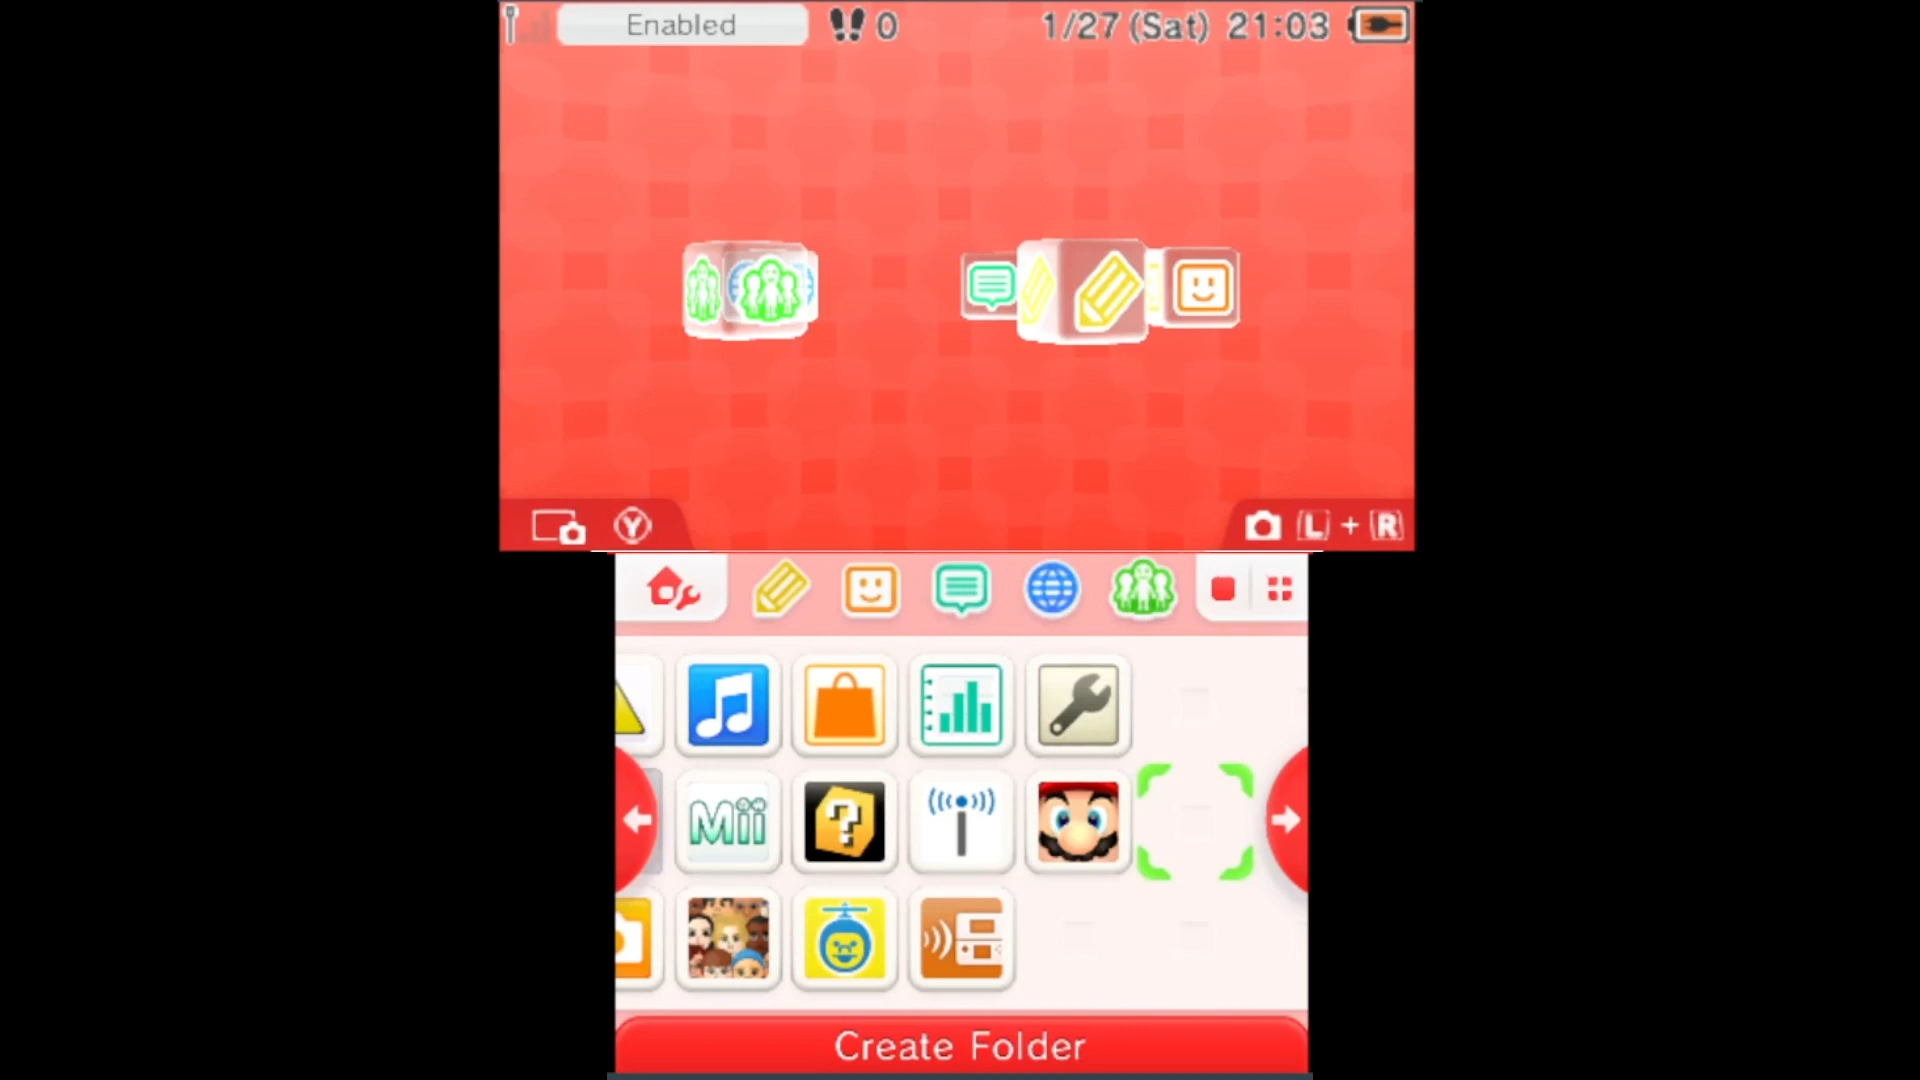 Enabled
0
1/27 (Sat) 21:03
Y
L + R
Mii
?
Create Folder